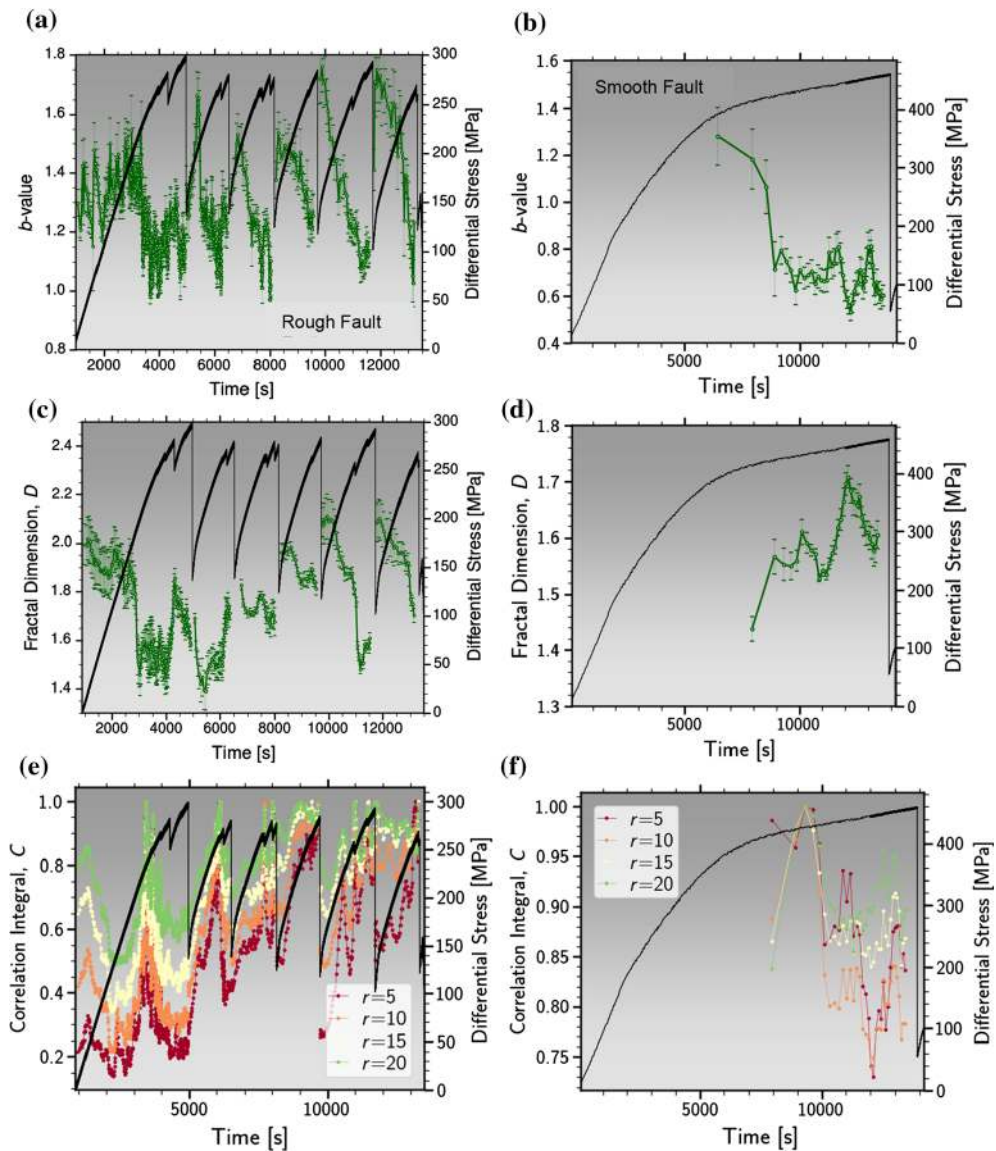 (a)
1.8
1.6
1.4
1.2
1.0
0.8
b-value
300
250
200
150
100
50
0
Differential Stress [MPa]
Rough Fault
2000 4000 6000 8000 10000 12000
Time [s]
(b)
1.6
1.4
1.2
1.0
0.8
0.6
0.4
b-value
Smooth Fault
400
300
200
100
0
Differential Stress [MPa]
5000 10000
Time [s]
(c)
2.4
2.2
2.0
1.8
1.6
1.4
Fractal Dimension, D
300
250
200
150
100
50
0
Differential Stress [MPa]
2000 4000 6000 8000 10000 12000
Time [s]
(d)
1.8
1.7
1.6
1.5
1.4
1.3
Fractal Dimension, D
400
300
200
100
0
Differential Stress [MPa]
5000 10000
Time [s]
(e)
1.0
0.8
0.6
0.4
0.2
Correlation Integral, C
300
250
200
150
100
50
0
Differential Stress [MPa]
r=5
r=10
r=15
r=20
5000 10000
Time [s]
(f)
1.00
0.95
0.90
0.85
0.80
0.75
Correlation Integral, C
r=5
r=10
r=15
r=20
400
300
200
100
0
Differential Stress [MPa]
5000 10000
Time [s]